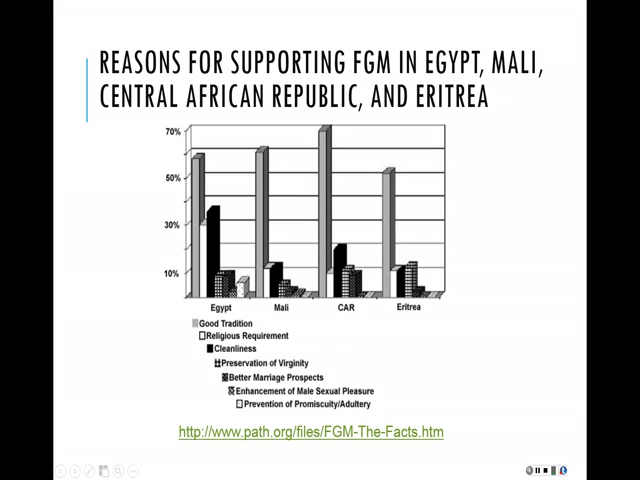 REASONS FOR SUPPORTING FGM IN EGYPT, MALI,
CENTRAL AFRICAN REPUBLIC, AND ERITREA
70%
50%
30%
10%
Egypt Mali CAR Eritrea
Good Tradition
Religious Requirement
Cleanliness
Preservation of Virginity
Better Marriage Prospects
Enhancement of Male Sexual Pleasure
Prevention of Promiscuity/Adultery
http://www.path.org/files/FGM-The-Facts.htm